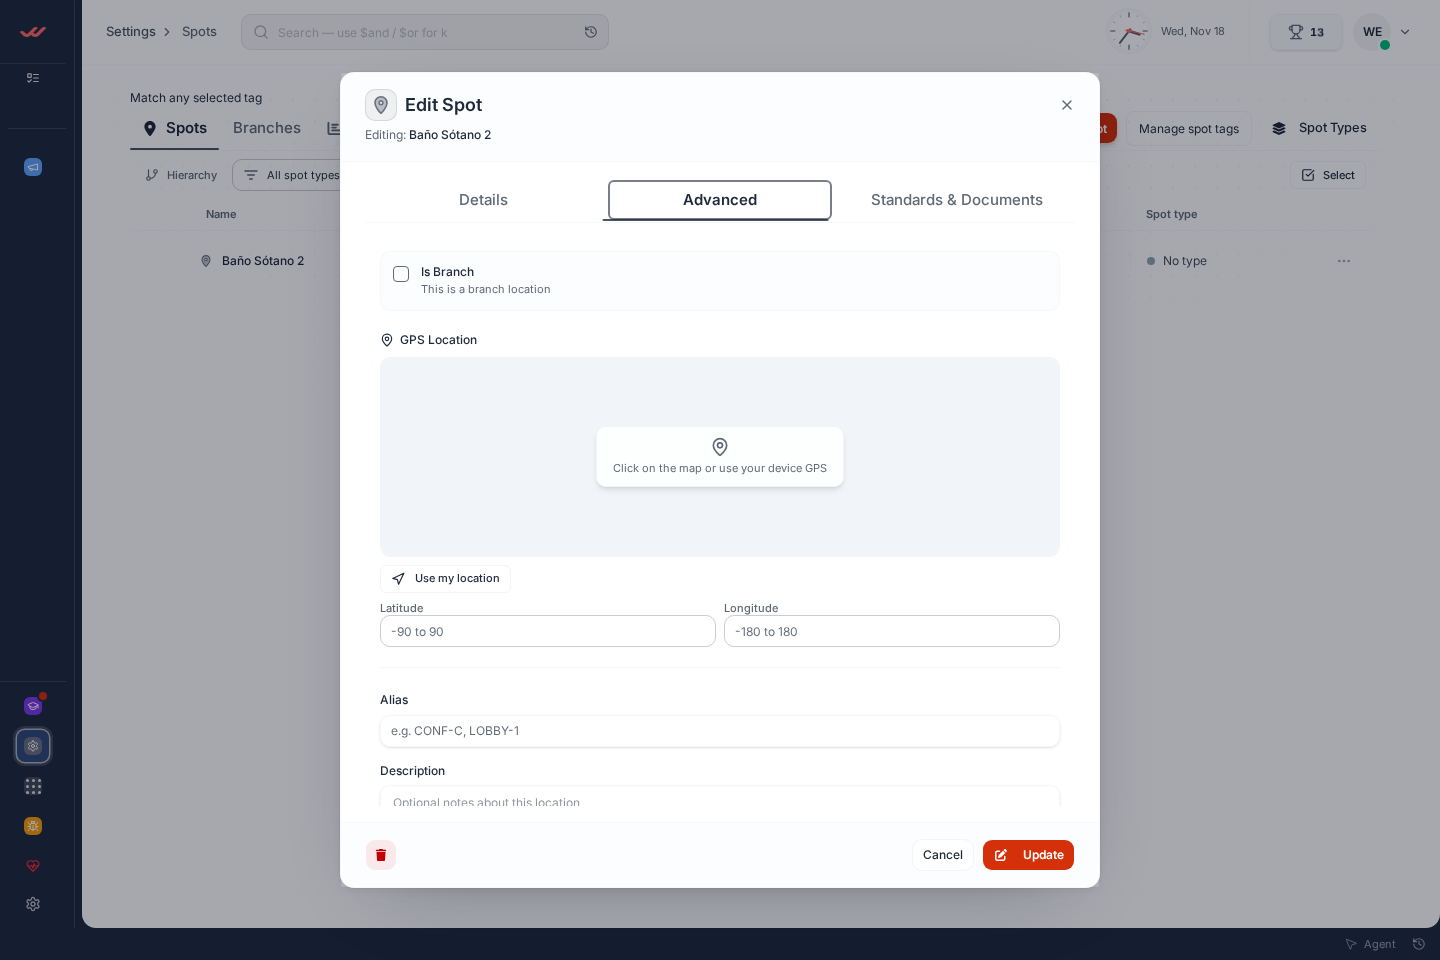 Settings > Spots
Search — use $and / $or for k
Wed, Nov 18
13
WE
Match any selected tag
Spots
Branches
Manage spot tags
Spot Types
Hierarchy
All spot types
Select
Name
Spot type
Baño Sótano 2
No type
Edit Spot
Editing: Baño Sótano 2
Details
Advanced
Standards & Documents
Is Branch
This is a branch location
GPS Location
Click on the map or use your device GPS
Use my location
Latitude
Longitude
-90 to 90
-180 to 180
Alias
e.g. CONF-C, LOBBY-1
Description
Optional notes about this location
Cancel
Update
Agent